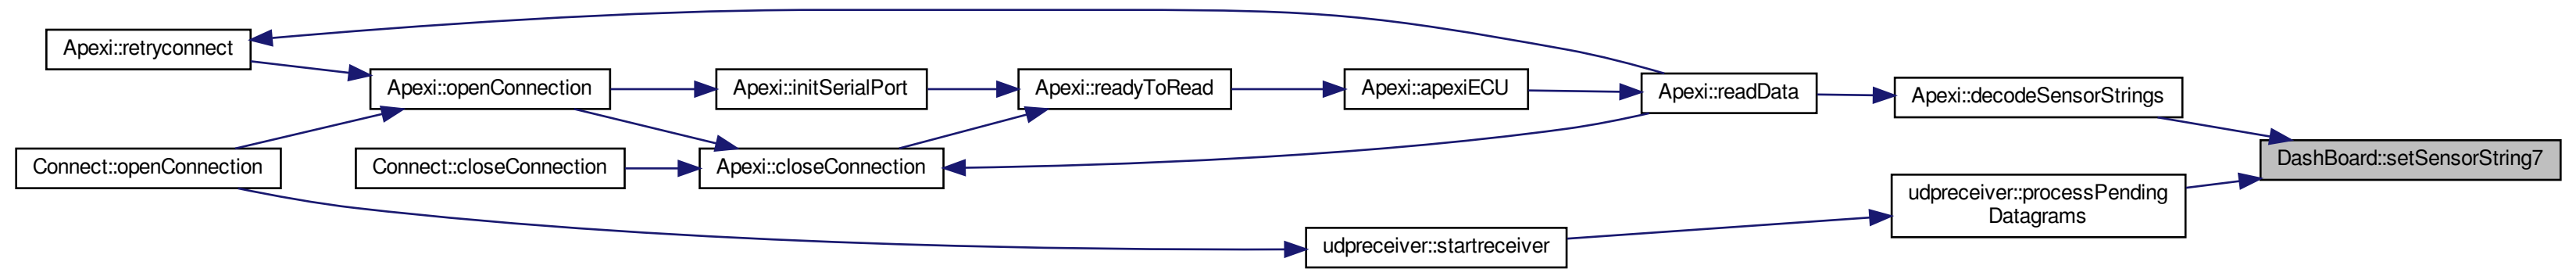 Apexi::retryconnect
Apexi::openConnection
Apexi::initSerialPort
Apexi::readyToRead
Apexi::apexiECU
Apexi::readData
Apexi::decodeSensorStrings
Connect::openConnection
Connect::closeConnection
Apexi::closeConnection
DashBoard::setSensorString7
udpreceiver::processPending
Datagrams
udpreceiver::startreceiver